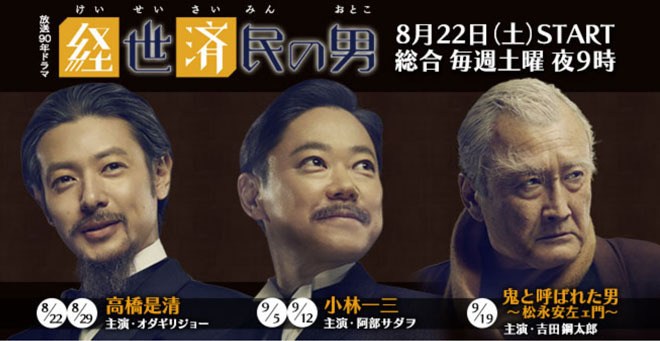 放送90年ドラマ
けいせいさいみん おとこ
経世済民の男
8月22日(土)START
総合 毎週土曜 夜9時
8/22 8/29 高橋是清
主演・オダギリジョー
9/5 9/12 小林一三
主演・阿部サダヲ
9/19 鬼と呼ばれた男
～松永安左ェ門～
主演・吉田鋼太郎